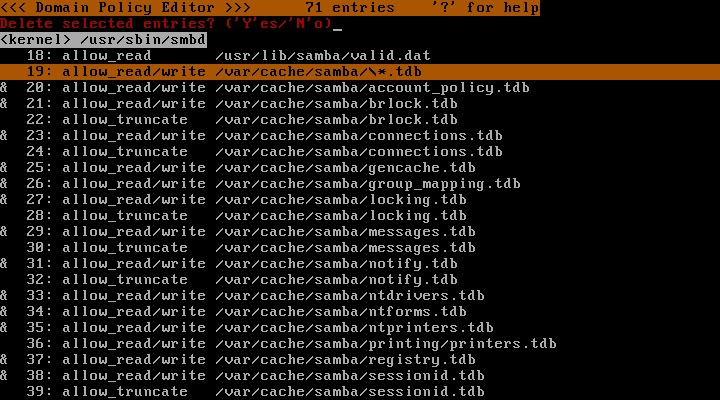 <<< Domain Policy Editor >>>      71 entries    '?' for help
Delete selected entries? ('Y'es/'N'o)_
<kernel> /usr/sbin/smbd
   18: allow_read       /usr/lib/samba/valid.dat
   19: allow_read/write /var/cache/samba/\*.tdb
&  20: allow_read/write /var/cache/samba/account_policy.tdb
&  21: allow_read/write /var/cache/samba/brlock.tdb
   22: allow_truncate   /var/cache/samba/brlock.tdb
&  23: allow_read/write /var/cache/samba/connections.tdb
   24: allow_truncate   /var/cache/samba/connections.tdb
&  25: allow_read/write /var/cache/samba/gencache.tdb
&  26: allow_read/write /var/cache/samba/group_mapping.tdb
&  27: allow_read/write /var/cache/samba/locking.tdb
   28: allow_truncate   /var/cache/samba/locking.tdb
&  29: allow_read/write /var/cache/samba/messages.tdb
   30: allow_truncate   /var/cache/samba/messages.tdb
&  31: allow_read/write /var/cache/samba/notify.tdb
   32: allow_truncate   /var/cache/samba/notify.tdb
&  33: allow_read/write /var/cache/samba/ntdrivers.tdb
&  34: allow_read/write /var/cache/samba/ntforms.tdb
&  35: allow_read/write /var/cache/samba/ntprinters.tdb
   36: allow_read/write /var/cache/samba/printing/printers.tdb
&  37: allow_read/write /var/cache/samba/registry.tdb
&  38: allow_read/write /var/cache/samba/sessionid.tdb
   39: allow_truncate   /var/cache/samba/sessionid.tdb